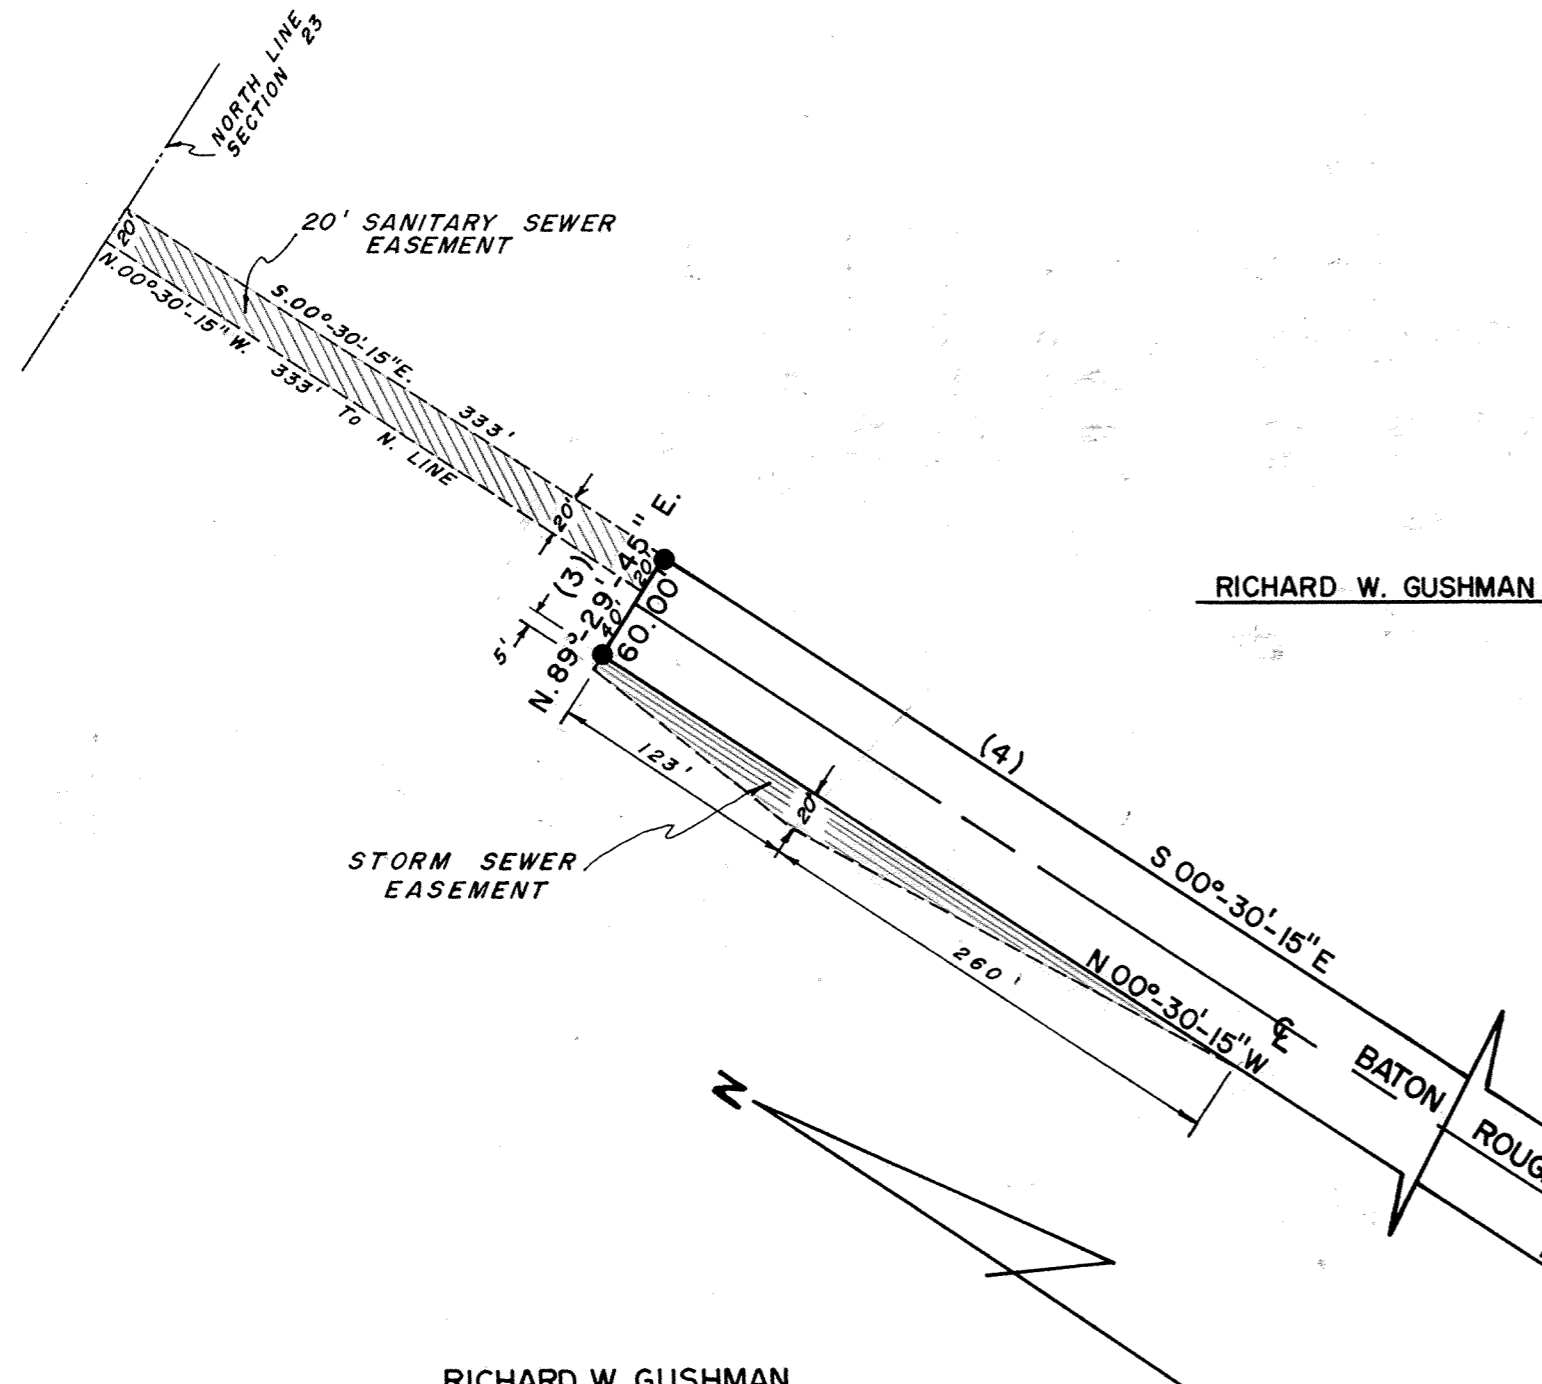 NORTH LINE
SECTION 23
20' SANITARY SEWER
EASEMENT
20'
N.00°-30'-15" W. 333' To N. LINE
S.00°-30'-15"E. 333'
20'
(3)
N.89°-29'-45" E.
20'
40'
60.00
5'
RICHARD W. GUSHMAN
123'
20'
(4)
STORM SEWER
EASEMENT
S 00°-30'-15" E
260'
N 00°-30'-15" W
℄
BATON ROUG
N
RICHARD W. GUSHMAN